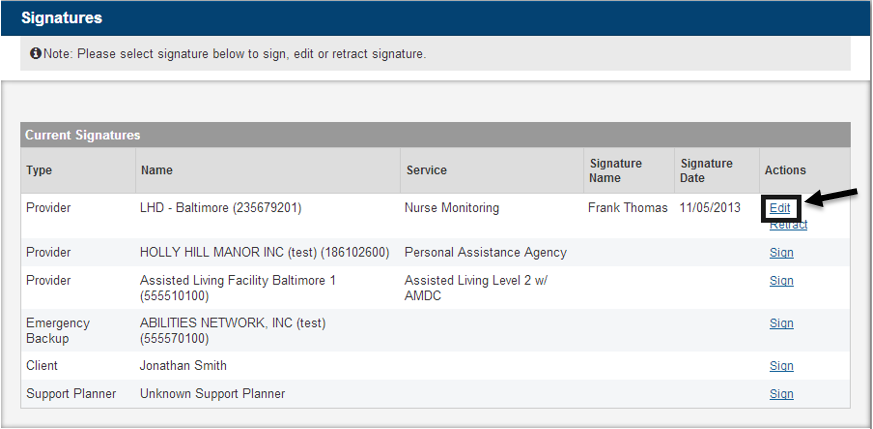 Signatures
Note: Please select signature below to sign, edit or retract signature.
Current Signatures
Type Name Service Signature Name Signature Date Actions
Provider LHD - Baltimore (235679201) Nurse Monitoring Frank Thomas 11/05/2013 Edit
Retract
Provider HOLLY HILL MANOR INC (test) (186102600) Personal Assistance Agency Sign
Provider Assisted Living Facility Baltimore 1 Assisted Living Level 2 w/ Sign
(555510100) AMDC
Emergency ABILITIES NETWORK, INC (test) Sign
Backup (555570100)
Client Jonathan Smith Sign
Support Planner Unknown Support Planner Sign